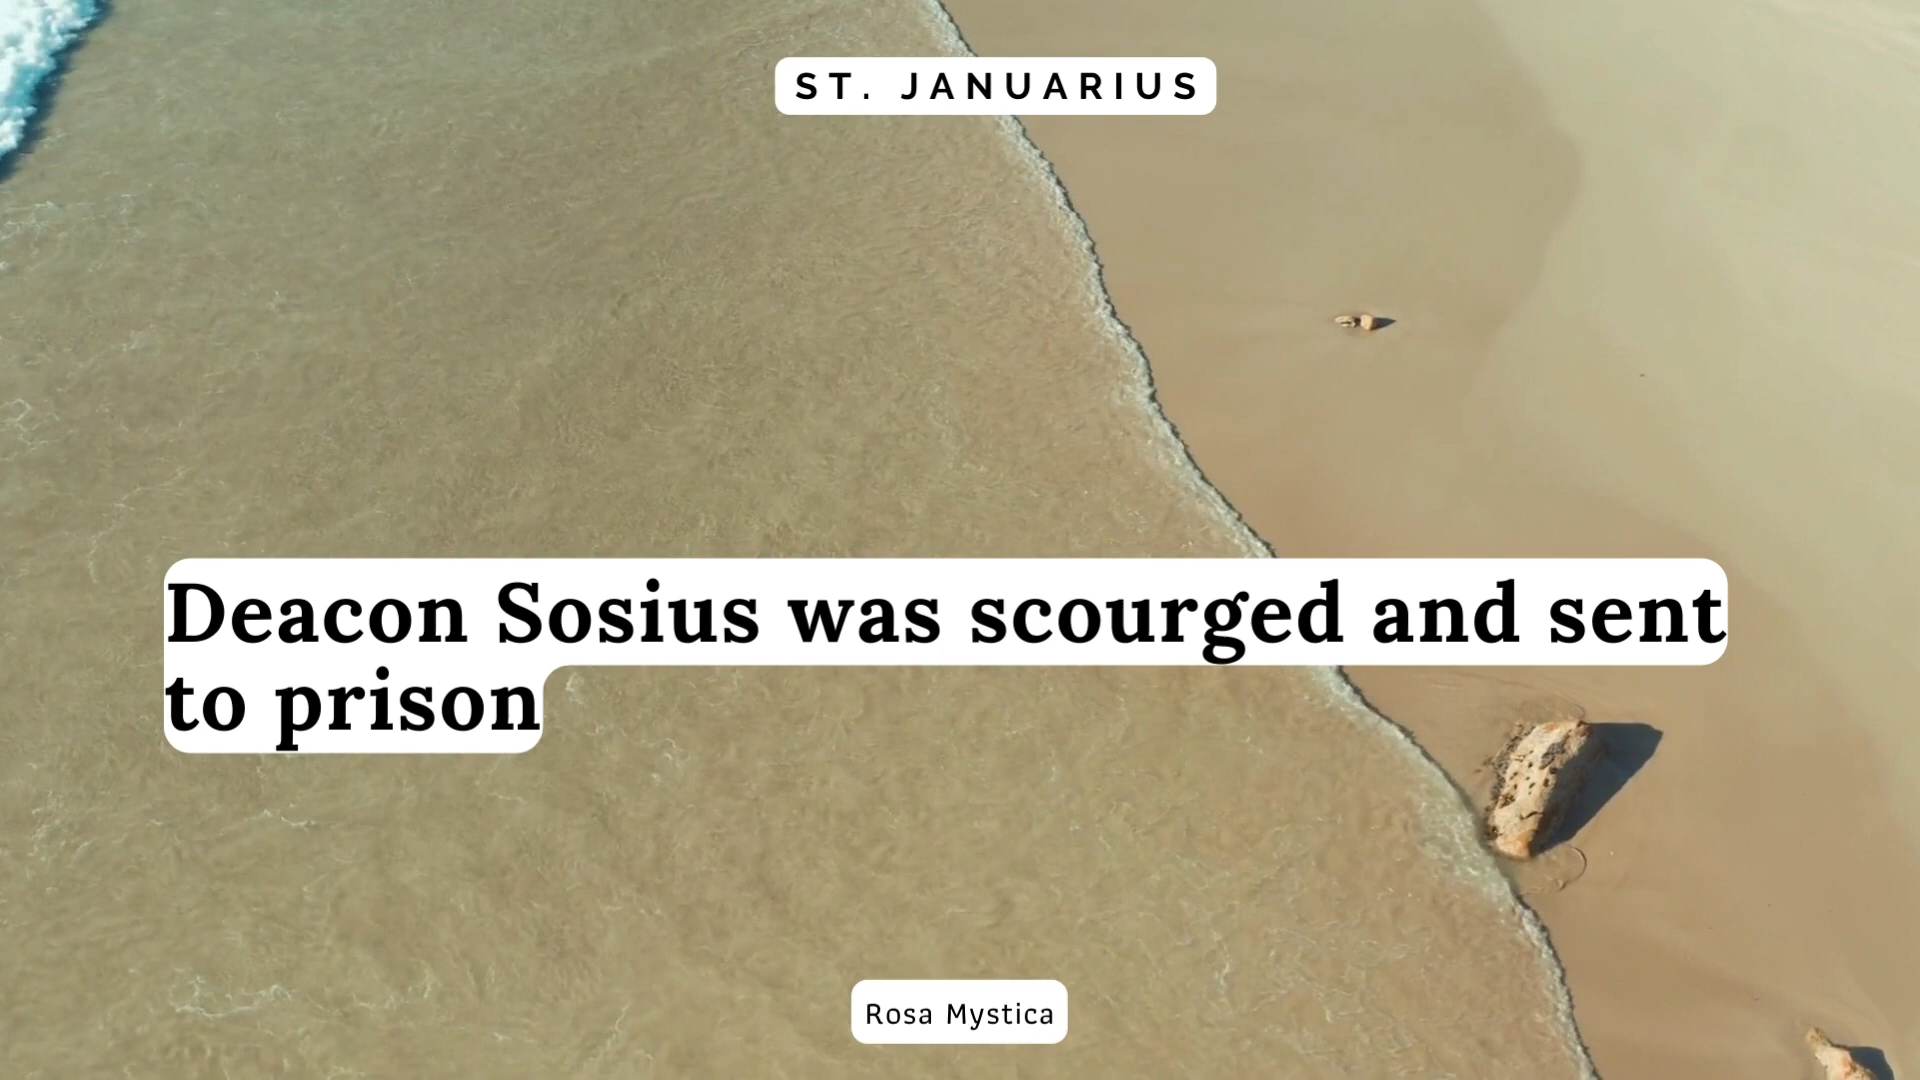 ST. JANUARIUS
Deacon Sosius was scourged and sent
to prison
Rosa Mystica